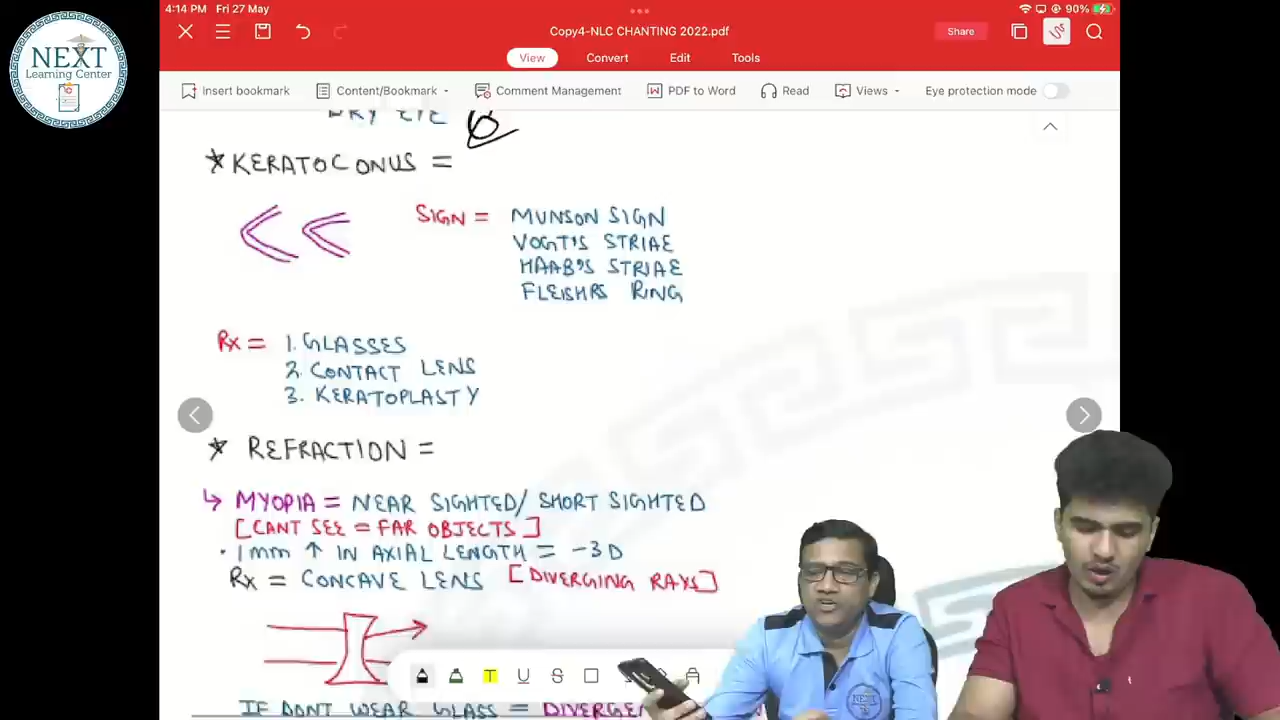 4:14 PM Fri 27 May
90%
Copy4-NLC CHANTING 2022.pdf
Share
View Convert Edit Tools
Insert bookmark Content/Bookmark Comment Management PDF to Word Read Views Eye protection mode
NEXT
Learning Center
DRY EYE
*KERATOCONUS =
SIGN = MUNSON SIGN
VOGT'S STRIAE
HAAB'S STRIAE
FLEISHRS RING
RX = 1. GLASSES
2. CONTACT LENS
3. KERATOPLASTY
* REFRACTION =
↳ MYOPIA = NEAR SIGHTED/ SHORT SIGHTED
[CANT SEE = FAR OBJECTS]
· 1mm ↑ IN AXIAL LENGTH = -3D
Rx = CONCAVE LENS [DIVERGING RAYS]
T U S
IF DONT WEAR GLASS = DIVERGEN
NEXT